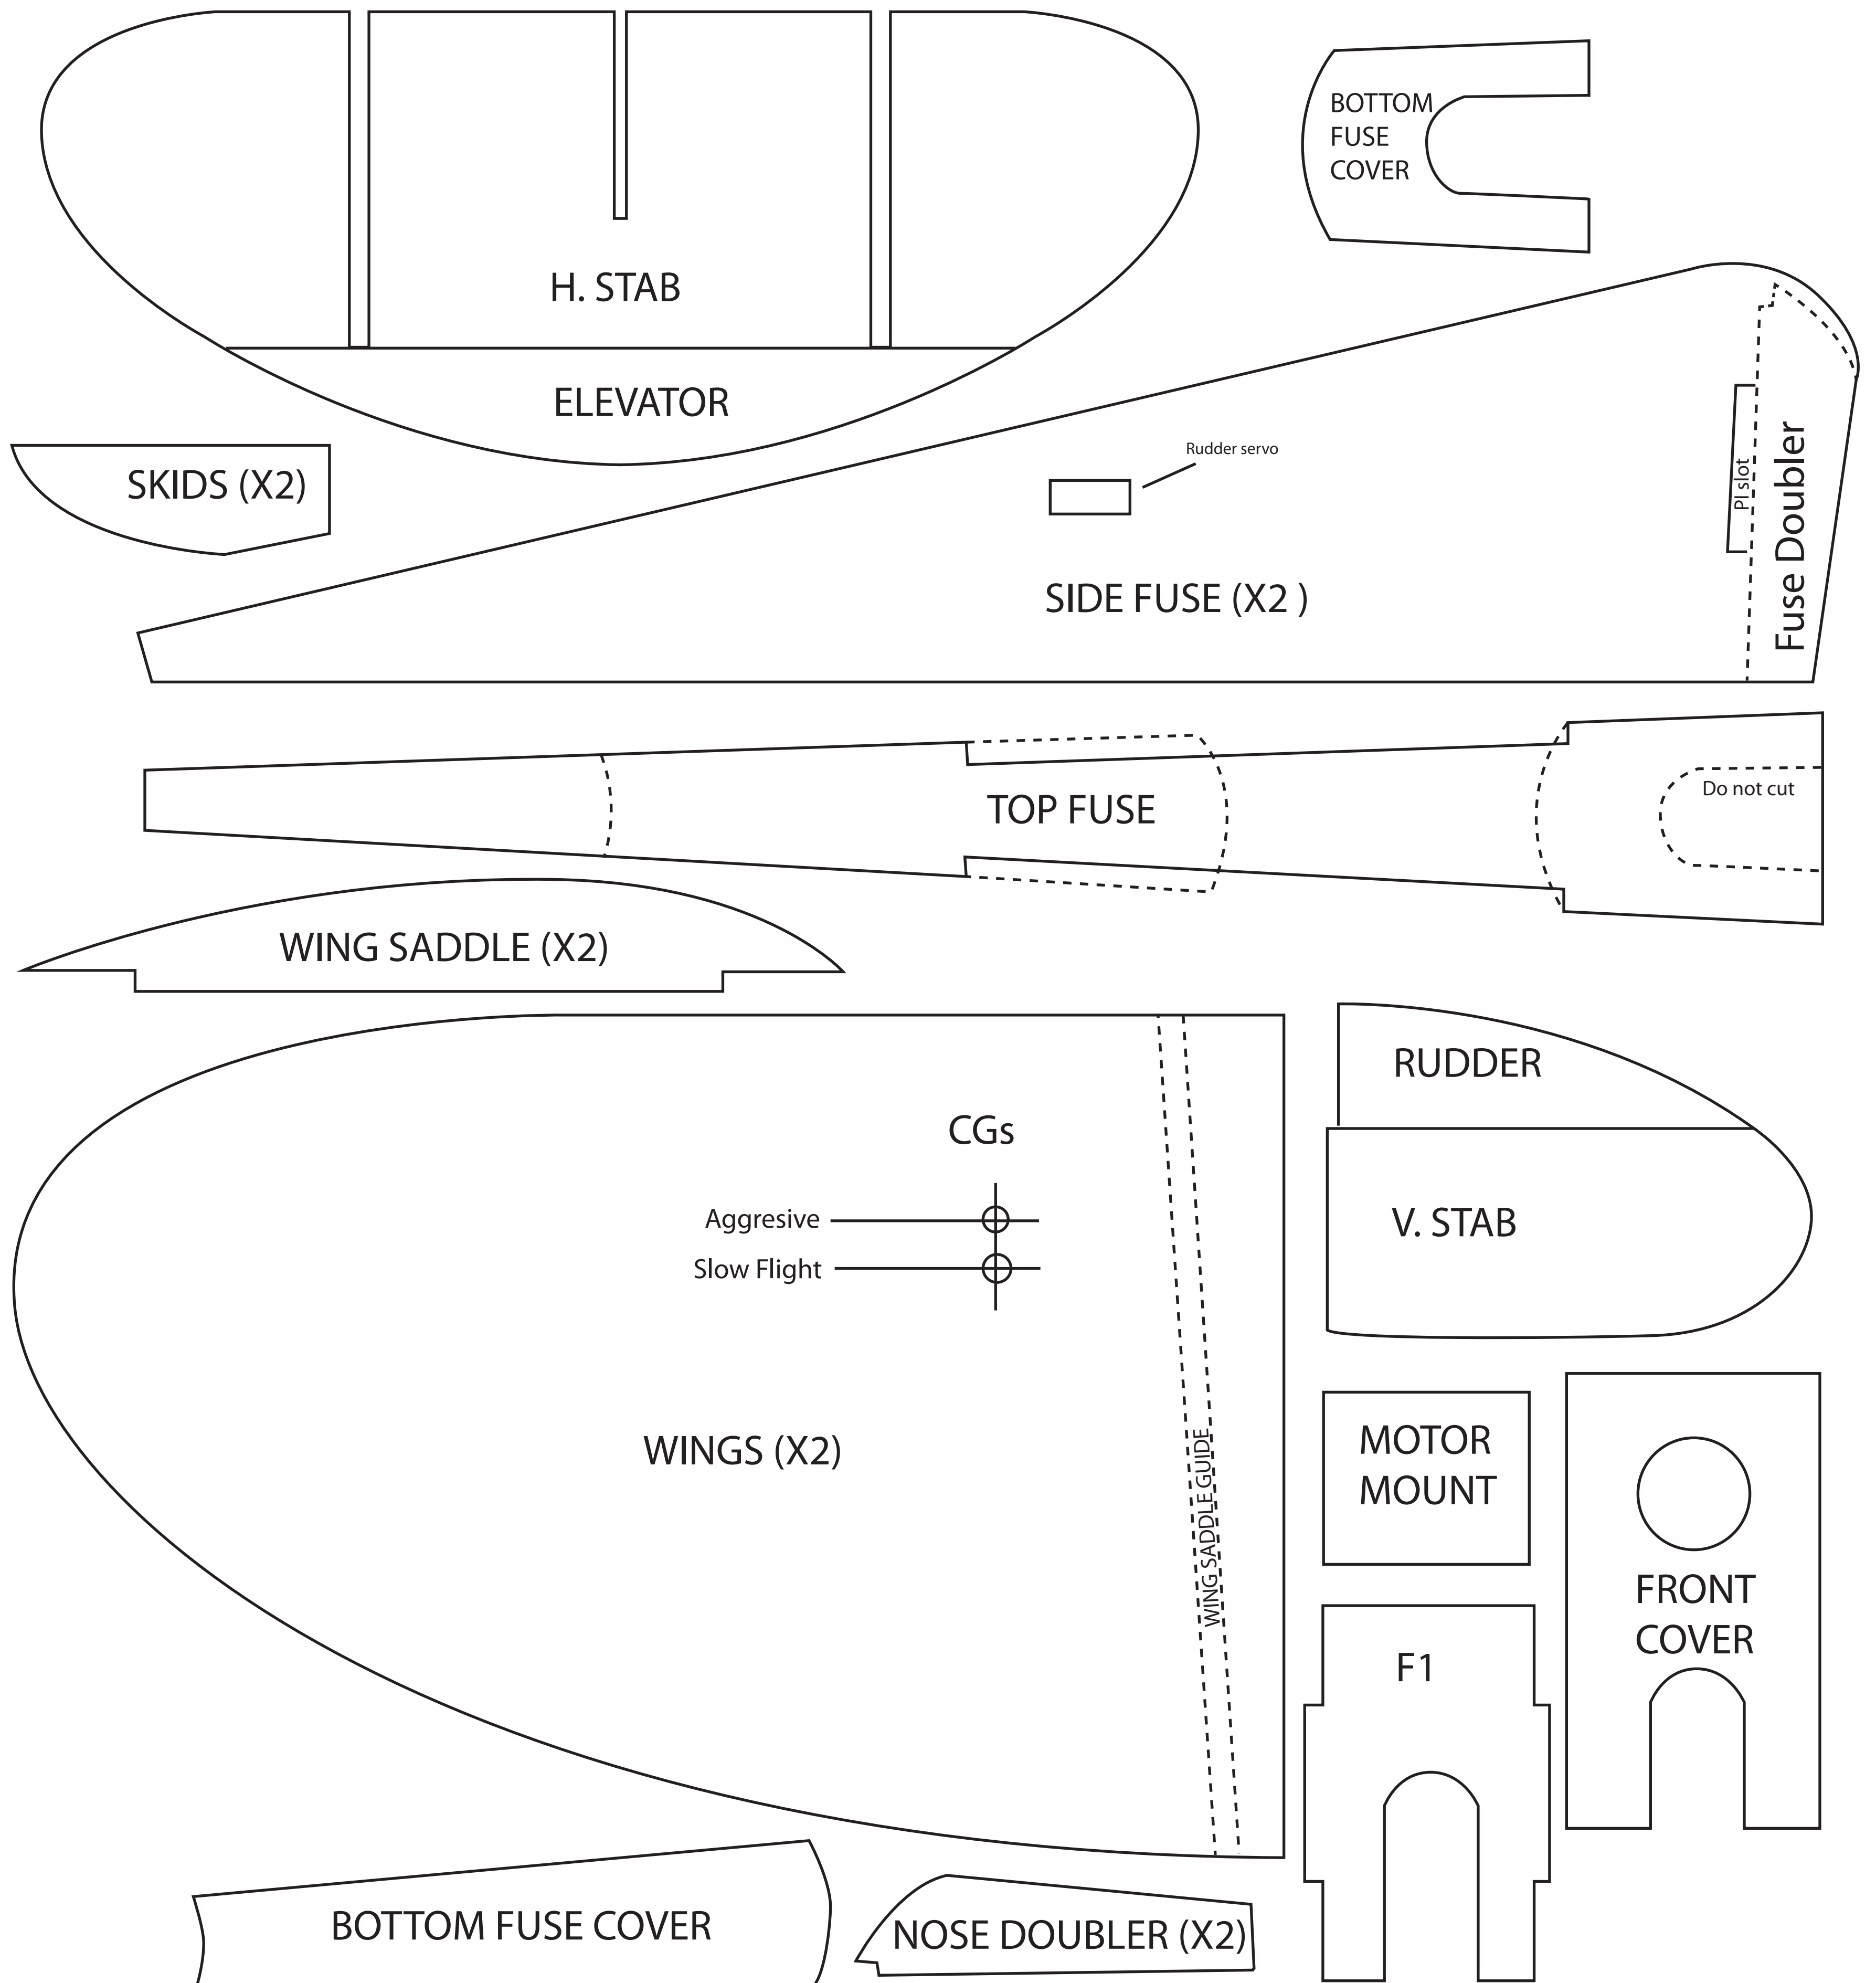 BOTTOM
FUSE
COVER
H. STAB
ELEVATOR
Rudder servo
SKIDS (X2)
PI slot
Fuse Doubler
SIDE FUSE (X2 )
Do not cut
TOP FUSE
WING SADDLE (X2)
RUDDER
CGs
Aggresive
Slow Flight
V. STAB
WINGS (X2)
WING SADDLE GUIDE
MOTOR
MOUNT
FRONT
COVER
F1
BOTTOM FUSE COVER
NOSE DOUBLER (X2)